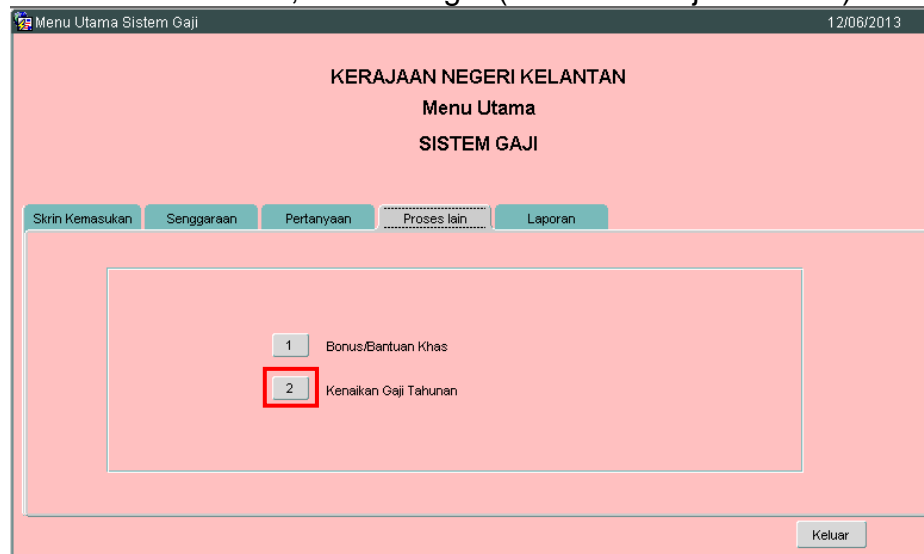 Menu Utama Sistem Gaji 12/06/2013
KERAJAAN NEGERI KELANTAN
Menu Utama
SISTEM GAJI
Skrin Kemasukan Senggaraan Pertanyaan Proses lain Laporan
1 Bonus/Bantuan Khas
2 Kenaikan Gaji Tahunan
Keluar